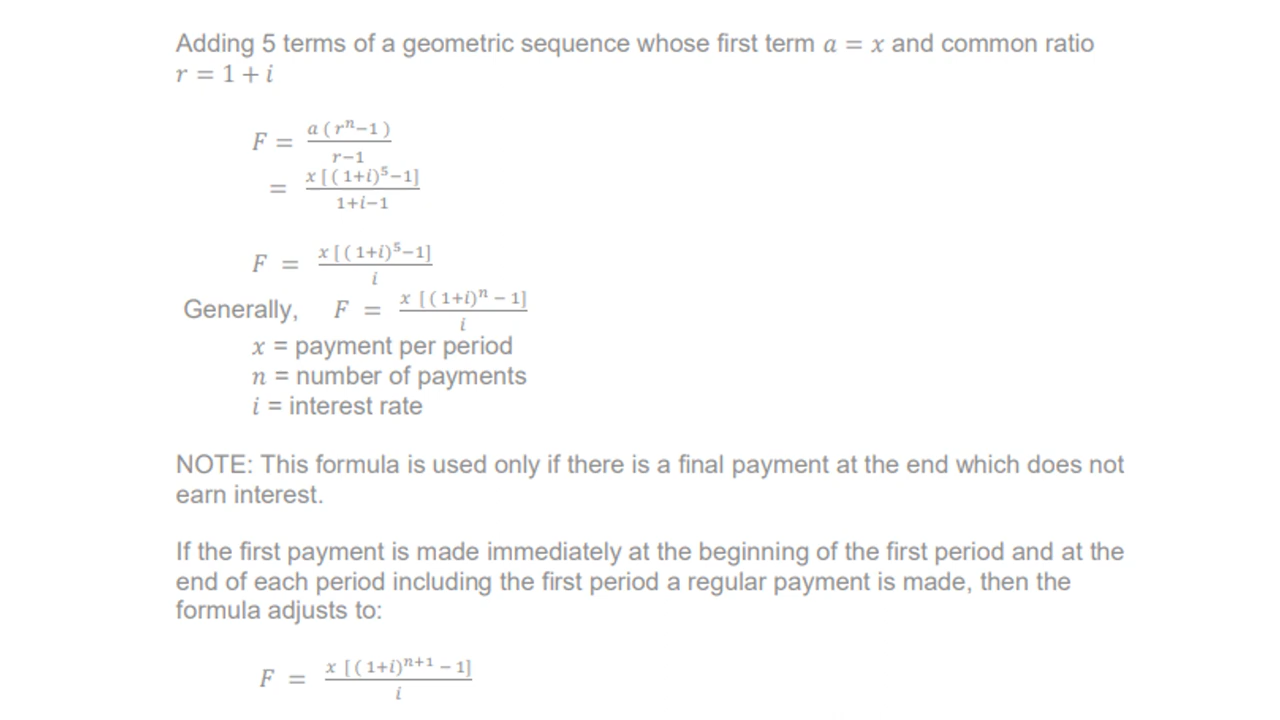 Adding 5 terms of a geometric sequence whose first term a = x and common ratio
r = 1 + i
F = a ( rⁿ−1 ) / r−1
= x [ ( 1+i)⁵−1] / 1+i−1
F = x [ ( 1+i)⁵−1] / i
Generally, F = x [ ( 1+i)ⁿ − 1] / i
x = payment per period
n = number of payments
i = interest rate
NOTE: This formula is used only if there is a final payment at the end which does not
earn interest.
If the first payment is made immediately at the beginning of the first period and at the
end of each period including the first period a regular payment is made, then the
formula adjusts to:
F = x [ ( 1+i)ⁿ⁺¹ − 1] / i